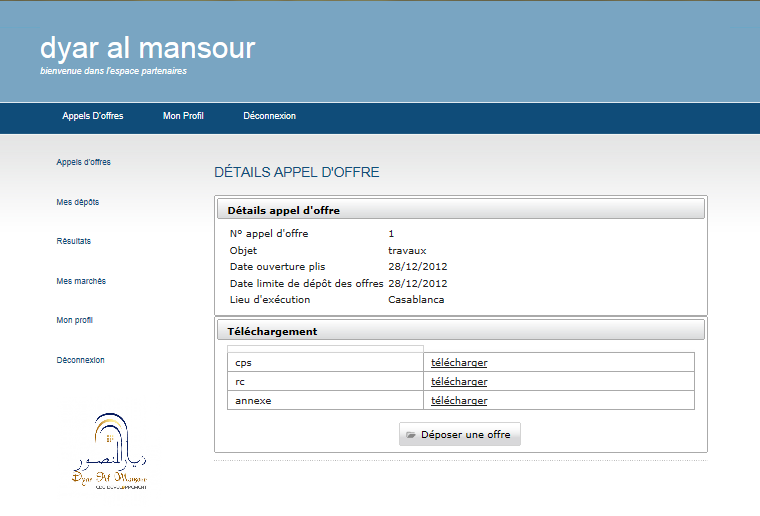 dyar al mansour
bienvenue dans l'espace partenaires
Appels D'offres Mon Profil Déconnexion
Appels d'offres
Mes dépôts
Résultats
Mes marchés
Mon profil
Déconnexion
DÉTAILS APPEL D'OFFRE
Détails appel d'offre
N° appel d'offre 1
Objet travaux
Date ouverture plis 28/12/2012
Date limite de dépôt des offres 28/12/2012
Lieu d'exécution Casablanca
Téléchargement
cps télécharger
rc télécharger
annexe télécharger
Déposer une offre
ديار المنصور
Dyar Al Mansour